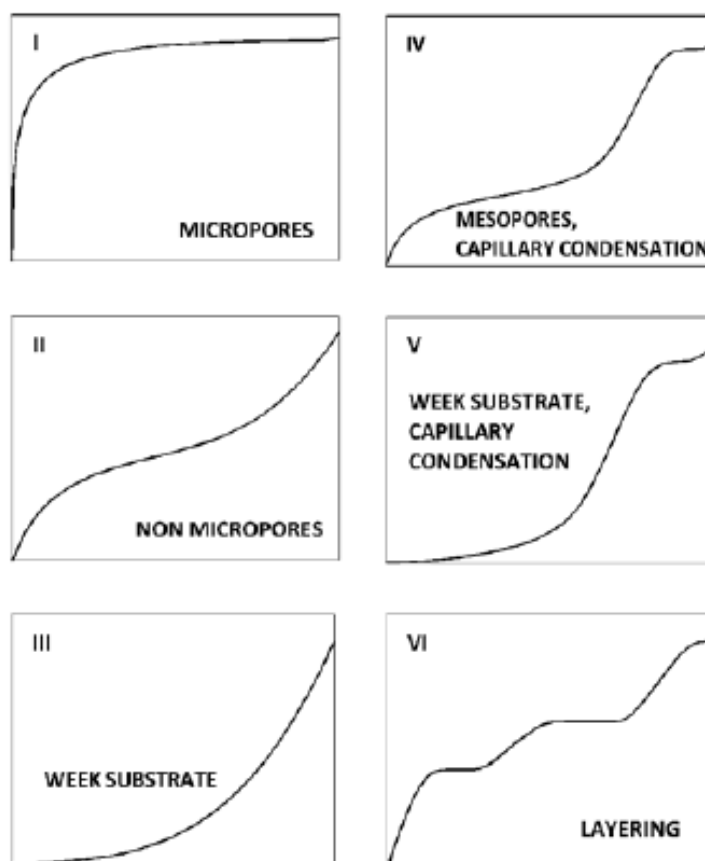 I
MICROPORES
IV
MESOPORES,
CAPILLARY CONDENSATION
II
NON MICROPORES
V
WEEK SUBSTRATE,
CAPILLARY
CONDENSATION
III
WEEK SUBSTRATE
VI
LAYERING